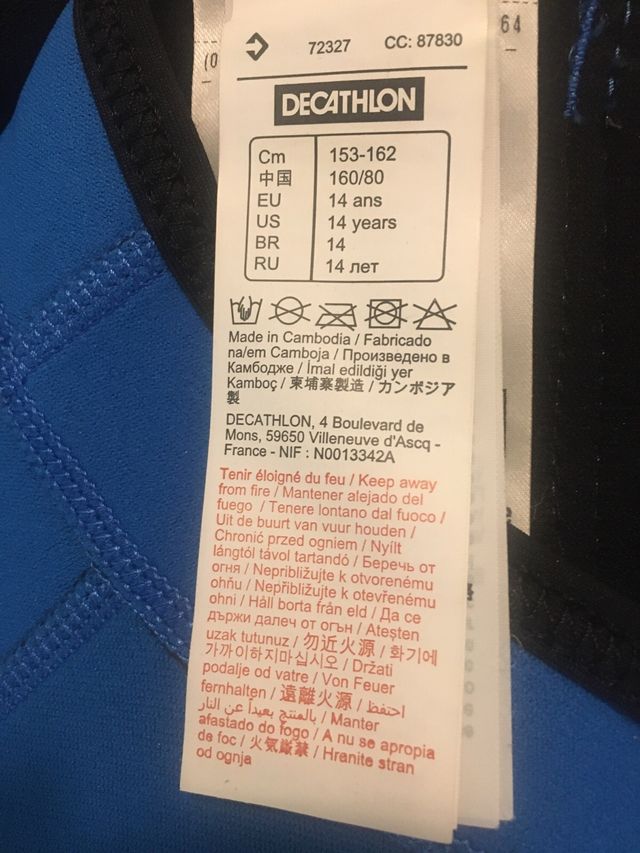 72327 CC: 87830
64
(0
DECATHLON
Cm 153-162
中国 160/80
EU 14 ans
US 14 years
BR 14
RU 14 лет
Made in Cambodia / Fabricado
na/em Camboja / Произведено в
Камбодже / İmal edildiği yer
Kamboç / 柬埔寨製造 / カンボジア
製
DECATHLON, 4 Boulevard de
Mons, 59650 Villeneuve d'Ascq -
France - NIF : N0013342A
Tenir éloigné du feu / Keep away
from fire / Mantener alejado del
fuego / Tenere lontano dal fuoco /
Uit de buurt van vuur houden /
Chronić przed ogniem / Nyílt
lángtól távol tartandó / Беречь от
огня / Nepribližujte k otvorenému
ohňu / Nepřibližujte k otevřenému
ohni / Håll borta från eld / Да се
държи далеч от огън / Ateşten
uzak tutunuz / 勿近火源 / 화기에
가까이하지마십시오 / Držati
podalje od vatre / Von Feuer
fernhalten / 遠離火源 / احتفظ
بالمنتج بعيداً عن النار / Manter
afastado do fogo / A nu se apropia
de foc / 火気厳禁 / Hranite stran
od ognja